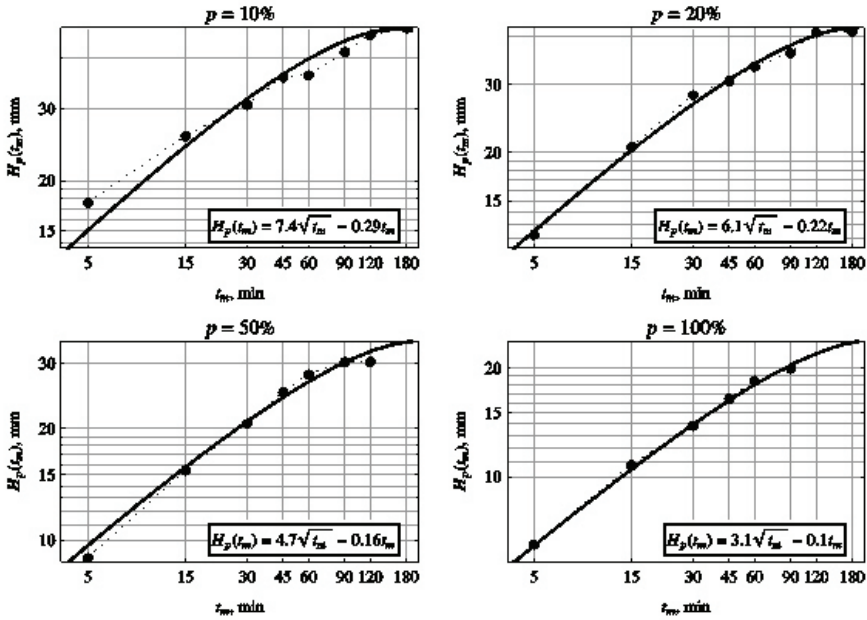 p = 10%
30
20
15
H_p(t_m), mm
H_p(t_m) = 7.4√t_m − 0.29t_m
5 15 30 45 60 90 120 180
t_m, min
p = 20%
30
20
15
H_p(t_m), mm
H_p(t_m) = 6.1√t_m − 0.22t_m
5 15 30 45 60 90 120 180
t_m, min
p = 50%
30
20
10
H_p(t_m), mm
H_p(t_m) = 4.7√t_m − 0.16t_m
5 15 30 45 60 90 120 180
t_m, min
p = 100%
20
15
10
H_p(t_m), mm
H_p(t_m) = 3.1√t_m − 0.1t_m
5 15 30 45 60 90 120 180
t_m, min